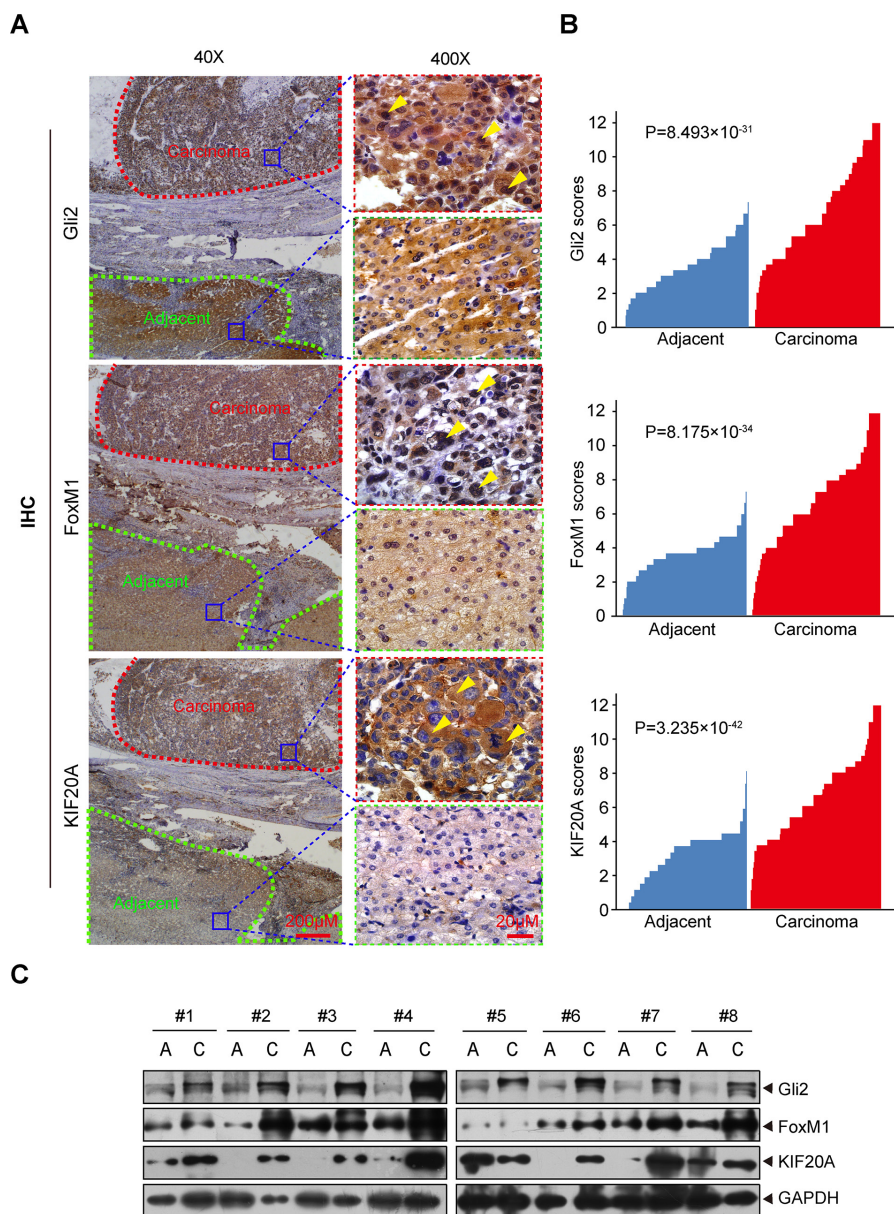 A
40X
400X
IHC
Gli2
Carcinoma
Adjacent
FoxM1
Carcinoma
Adjacent
KIF20A
Carcinoma
Adjacent
200μM
20μM
B
Gli2 scores
12
10
8
6
4
2
0
P=8.493×10⁻³¹
Adjacent
Carcinoma
FoxM1 scores
12
10
8
6
4
2
0
P=8.175×10⁻³⁴
Adjacent
Carcinoma
KIF20A scores
12
10
8
6
4
2
0
P=3.235×10⁻⁴²
Adjacent
Carcinoma
C
#1 #2 #3 #4 #5 #6 #7 #8
A C A C A C A C A C A C A C A C
Gli2
FoxM1
KIF20A
GAPDH